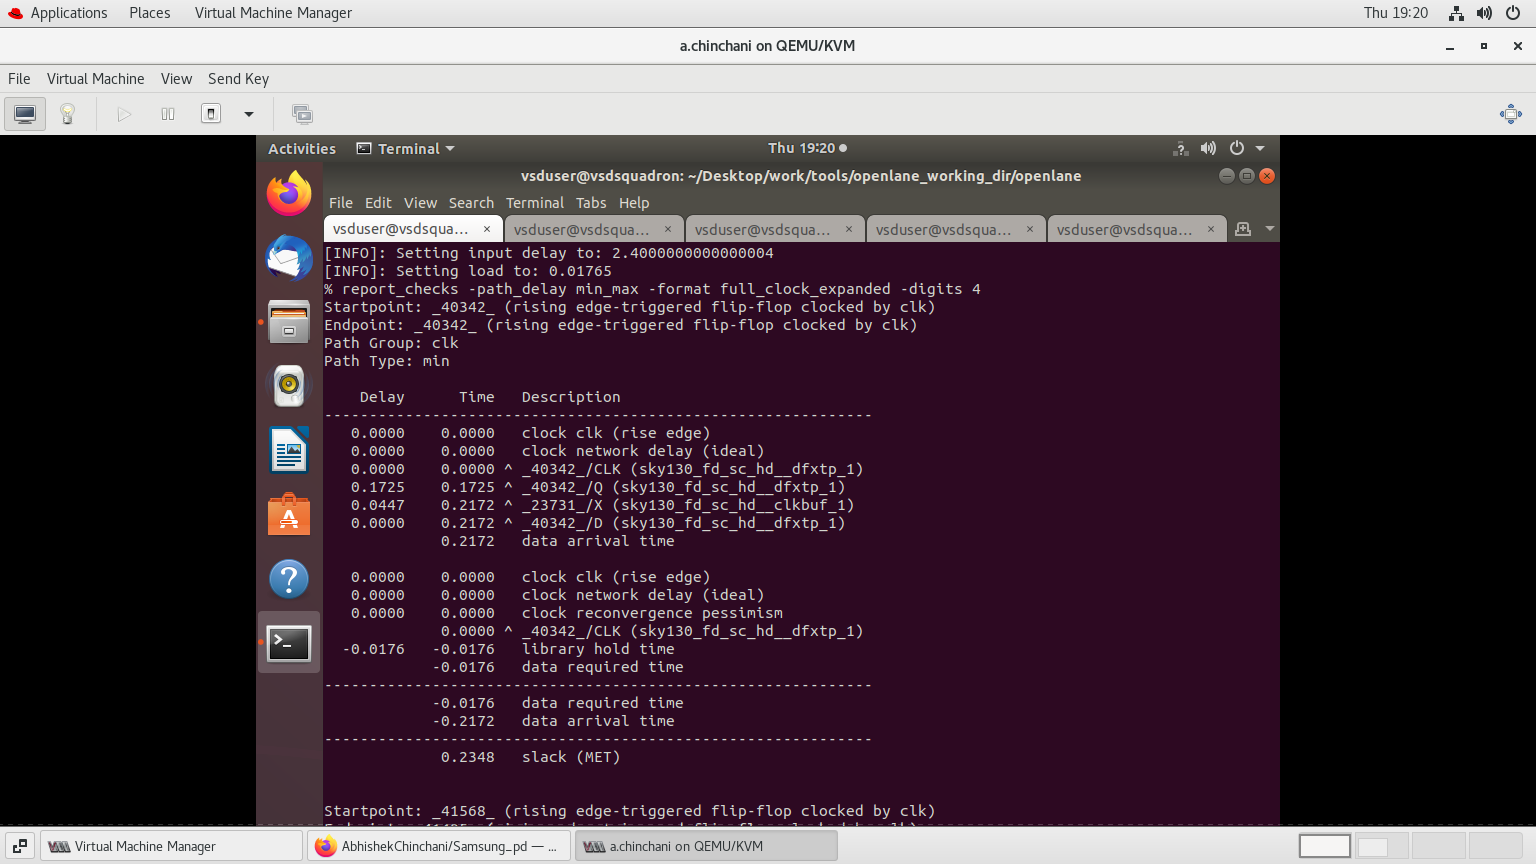 Applications Places Virtual Machine Manager Thu 19:20
a.chinchani on QEMU/KVM
File Virtual Machine View Send Key
Activities Terminal Thu 19:20
vsduser@vsdsquadron: ~/Desktop/work/tools/openlane_working_dir/openlane
File Edit View Search Terminal Tabs Help
vsduser@vsdsqua... × vsduser@vsdsqua... × vsduser@vsdsqua... × vsduser@vsdsqua... × vsduser@vsdsqua... ×
[INFO]: Setting input delay to: 2.4000000000000004
[INFO]: Setting load to: 0.01765
% report_checks -path_delay min_max -format full_clock_expanded -digits 4
Startpoint: _40342_ (rising edge-triggered flip-flop clocked by clk)
Endpoint: _40342_ (rising edge-triggered flip-flop clocked by clk)
Path Group: clk
Path Type: min
Delay Time Description
-------------------------------------------------------------
0.0000 0.0000 clock clk (rise edge)
0.0000 0.0000 clock network delay (ideal)
0.0000 0.0000 ^ _40342_/CLK (sky130_fd_sc_hd__dfxtp_1)
0.1725 0.1725 ^ _40342_/Q (sky130_fd_sc_hd__dfxtp_1)
0.0447 0.2172 ^ _23731_/X (sky130_fd_sc_hd__clkbuf_1)
0.0000 0.2172 ^ _40342_/D (sky130_fd_sc_hd__dfxtp_1)
0.2172 data arrival time
0.0000 0.0000 clock clk (rise edge)
0.0000 0.0000 clock network delay (ideal)
0.0000 0.0000 clock reconvergence pessimism
0.0000 ^ _40342_/CLK (sky130_fd_sc_hd__dfxtp_1)
-0.0176 -0.0176 library hold time
-0.0176 data required time
-------------------------------------------------------------
-0.0176 data required time
-0.2172 data arrival time
-------------------------------------------------------------
0.2348 slack (MET)
Startpoint: _41568_ (rising edge-triggered flip-flop clocked by clk)
Virtual Machine Manager AbhishekChinchani/Samsung_pd — ... a.chinchani on QEMU/KVM